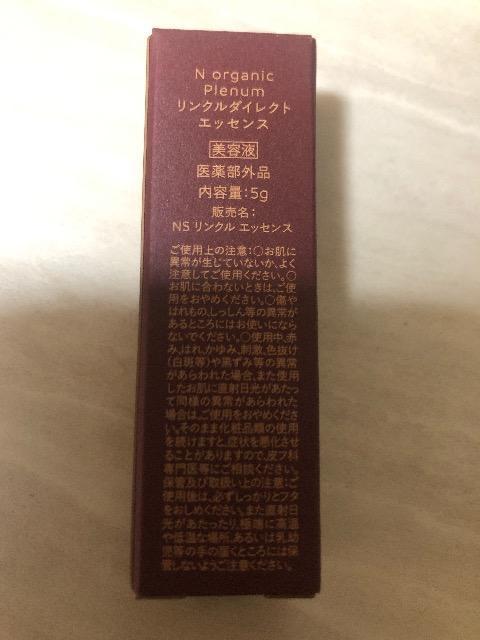 N organic
Plenum
リンクルダイレクト
エッセンス
美容液
医薬部外品
内容量:5g
販売名:
NS リンクル エッセンス
ご使用上の注意:○お肌に
異常が生じていないか、よく
注意してご使用ください。○
お肌に合わないときは、ご使
用をおやめください。○傷や
はれもの、しっしん等の異常が
あるところにはお使いになら
ないでください。○使用中、赤
み、はれ、かゆみ、刺激、色抜け
(白斑等)や黒ずみ等の異常
があらわれた場合、また使用
したお肌に直射日光があたっ
て同様の異常があらわれた
場合は、ご使用をおやめくださ
い。そのまま化粧品類の使用
を続けますと、症状を悪化させ
ることがありますので、皮フ科
専門医等にご相談ください。
保管及び取扱い上の注意:ご
使用後は、必ずしっかりとフタ
をおしめください。また直射日
光があたったり、極端に高温
や低温な場所、あるいは乳幼
児等の手の届くところには保
管しないようご注意ください。